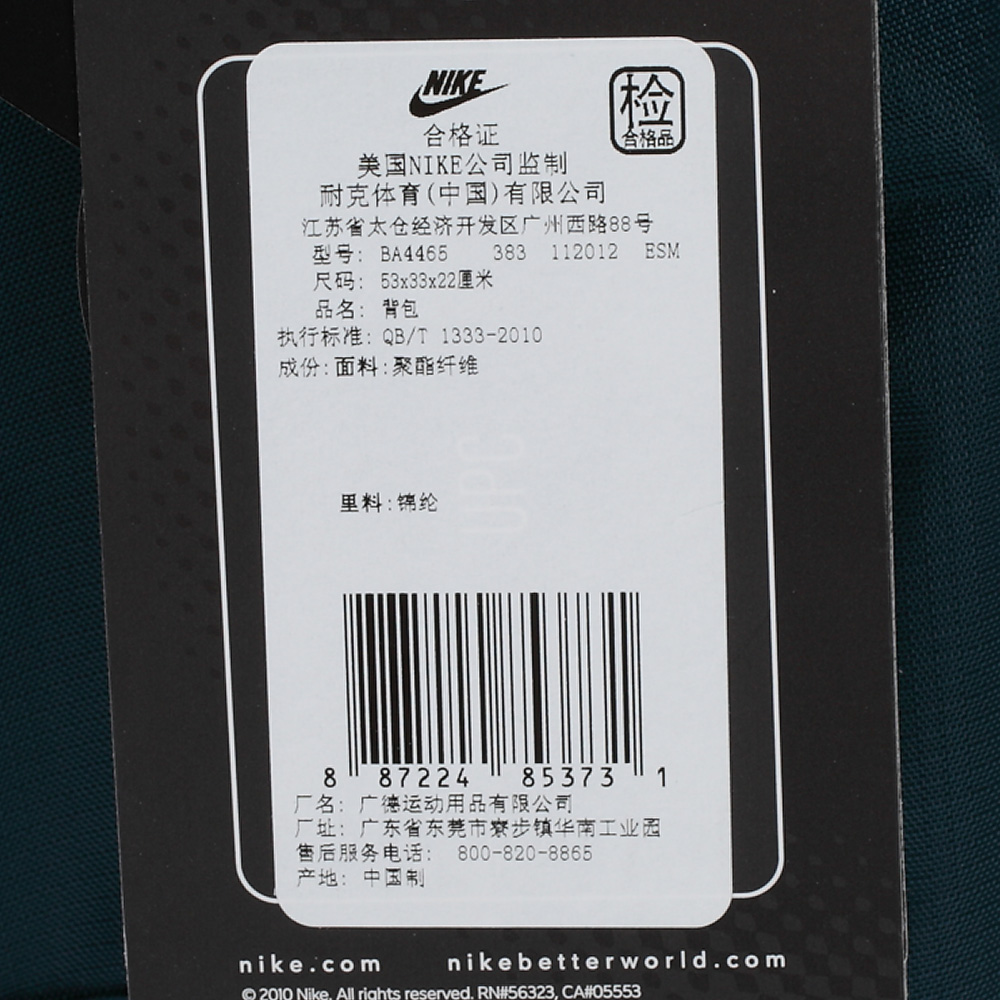 NIKE
检
合格品
合格证
美国NIKE公司监制
耐克体育(中国)有限公司
江苏省太仓经济开发区广州西路88号
型号: BA4465 383 112012 ESM
尺码: 53x33x22厘米
品名: 背包
执行标准: QB/T 1333-2010
成份:面料:聚酯纤维
UPC
里料:锦纶
8 87224 85373 1
厂名: 广德运动用品有限公司
厂址: 广东省东莞市寮步镇华南工业园
售后服务电话: 800-820-8865
产地: 中国制
nike.com nikebetterworld.com
© 2010 Nike. All rights reserved. RN#56323, CA#05553